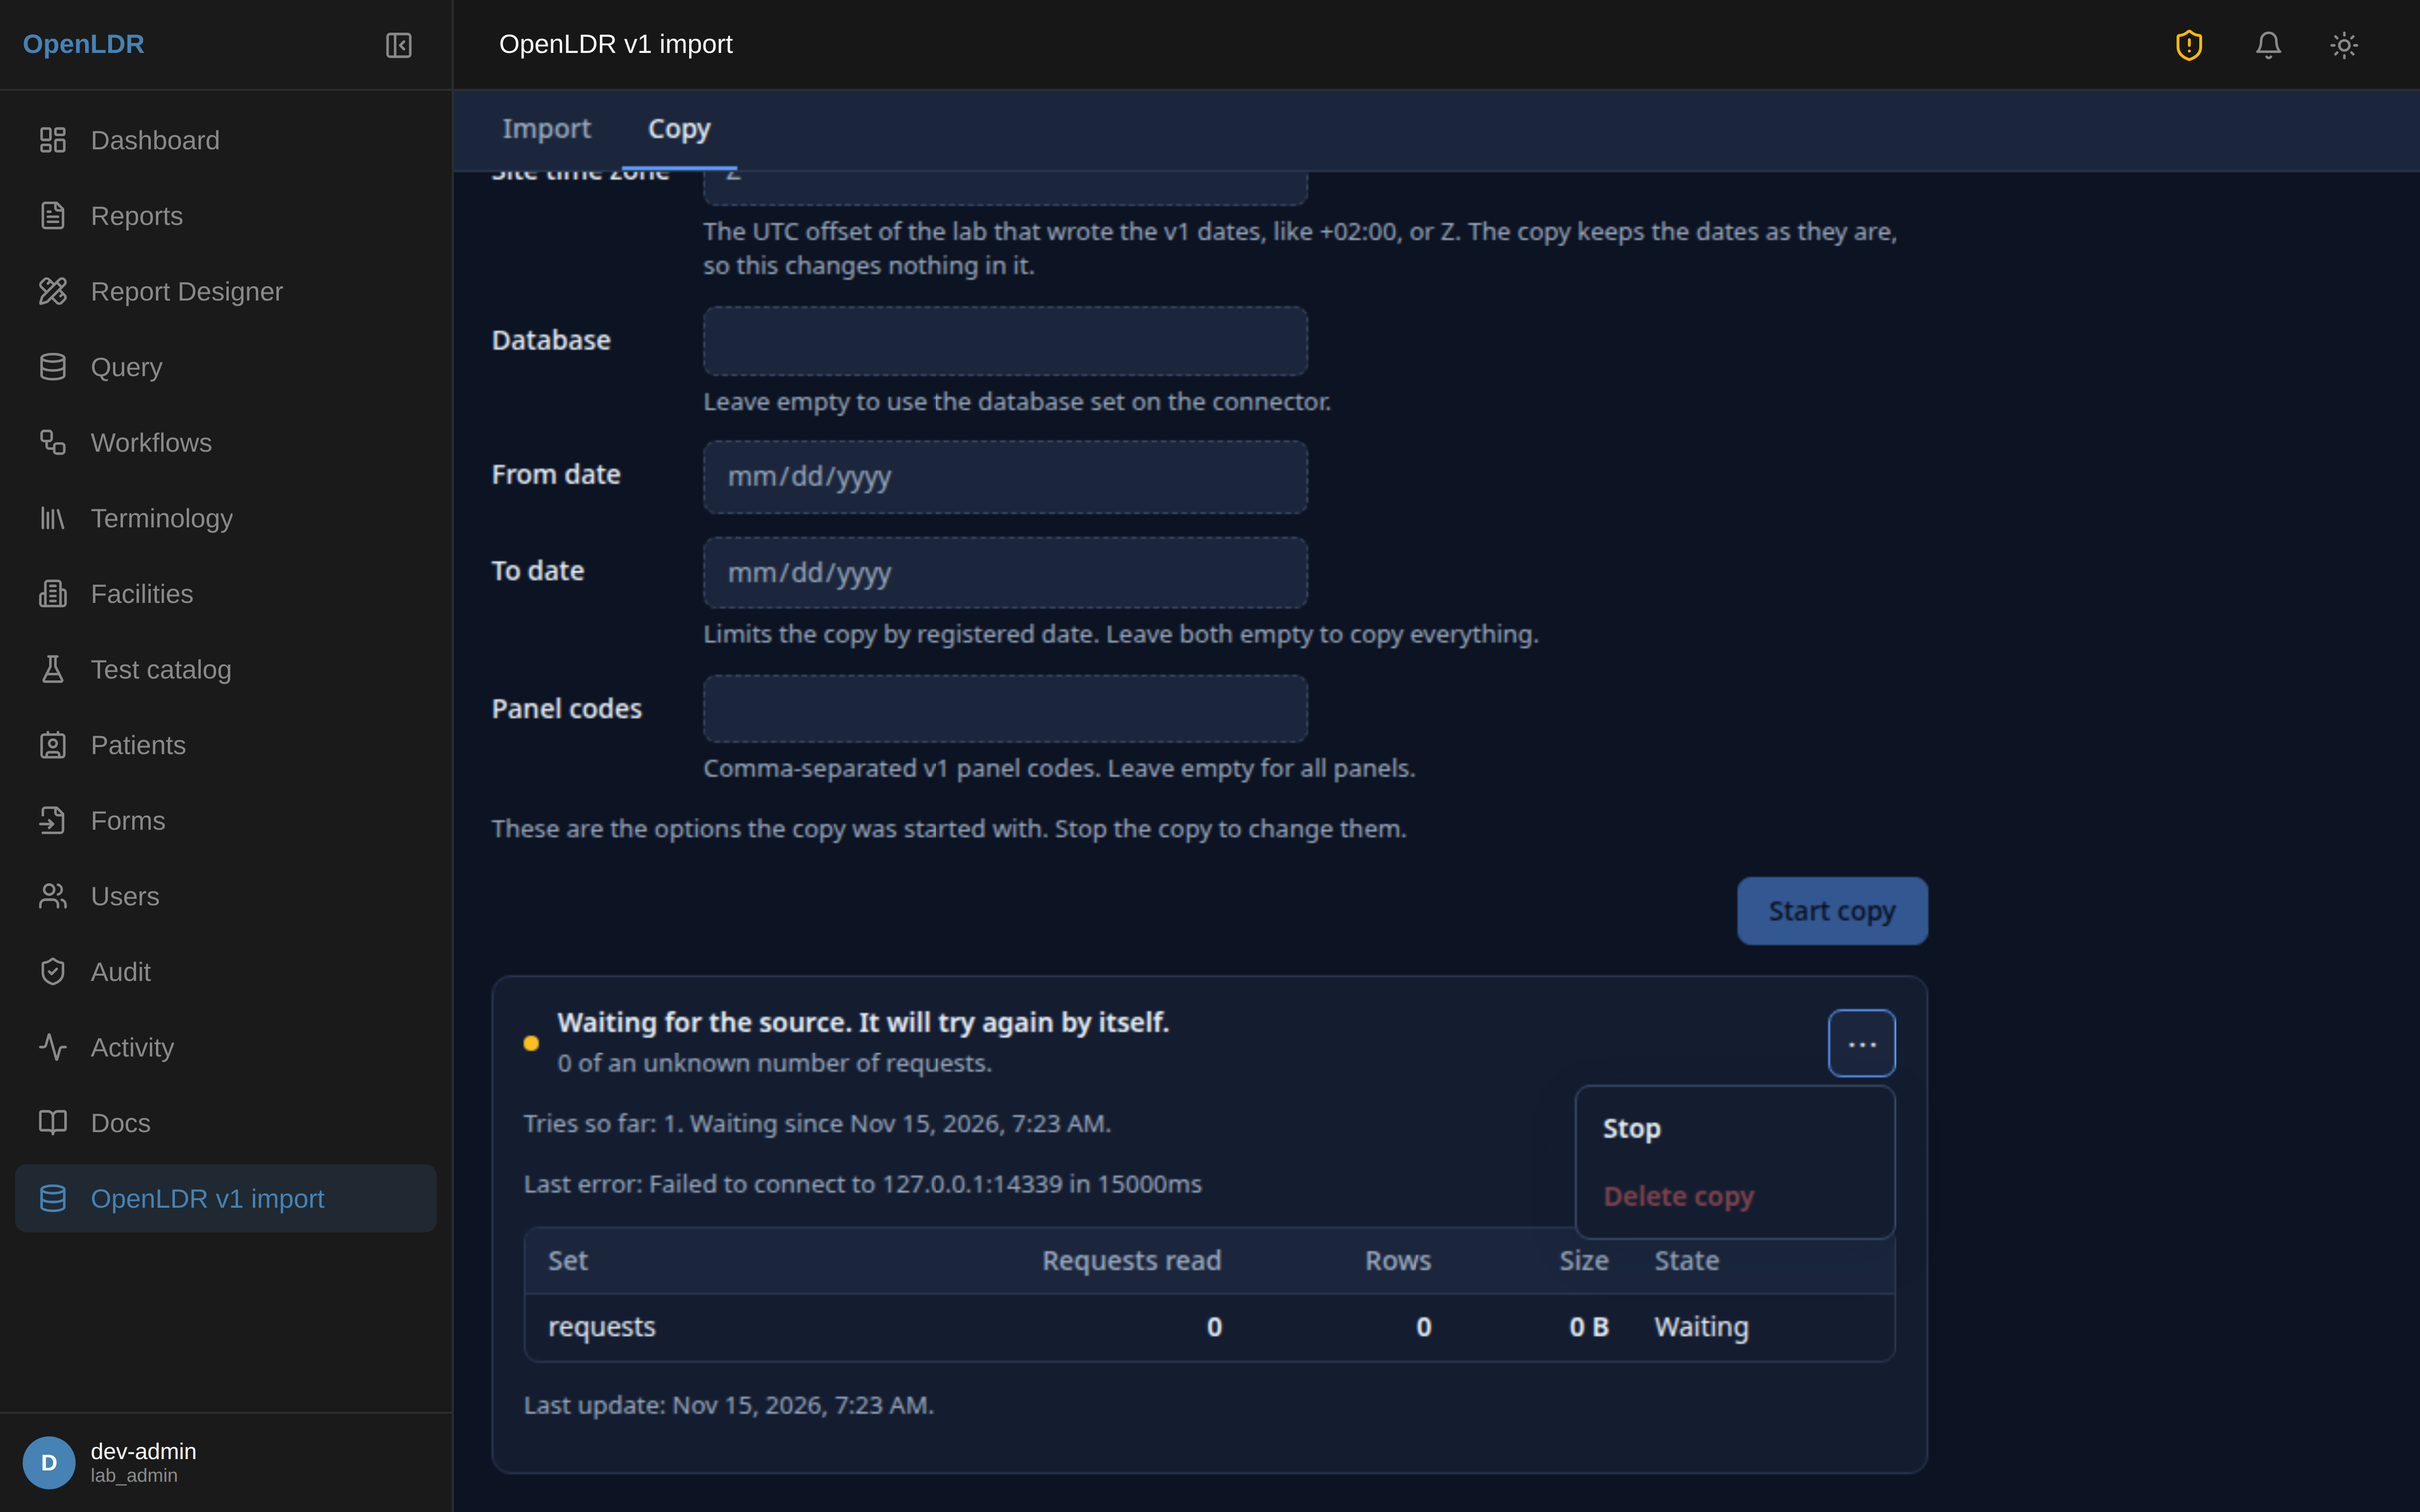 OpenLDR
OpenLDR v1 import
Dashboard
Reports
Report Designer
Query
Workflows
Terminology
Facilities
Test catalog
Patients
Forms
Users
Audit
Activity
Docs
OpenLDR v1 import
D
dev-admin
lab_admin
Import
Copy
Site time zone
Z
The UTC offset of the lab that wrote the v1 dates, like +02:00, or Z. The copy keeps the dates as they are,
so this changes nothing in it.
Database
Leave empty to use the database set on the connector.
From date
mm/dd/yyyy
To date
mm/dd/yyyy
Limits the copy by registered date. Leave both empty to copy everything.
Panel codes
Comma-separated v1 panel codes. Leave empty for all panels.
These are the options the copy was started with. Stop the copy to change them.
Start copy
Waiting for the source. It will try again by itself.
0 of an unknown number of requests.
Tries so far: 1. Waiting since Nov 15, 2026, 7:23 AM.
Stop
Last error: Failed to connect to 127.0.0.1:14339 in 15000ms
Delete copy
Set Requests read Rows Size State
requests 0 0 0 B Waiting
Last update: Nov 15, 2026, 7:23 AM.